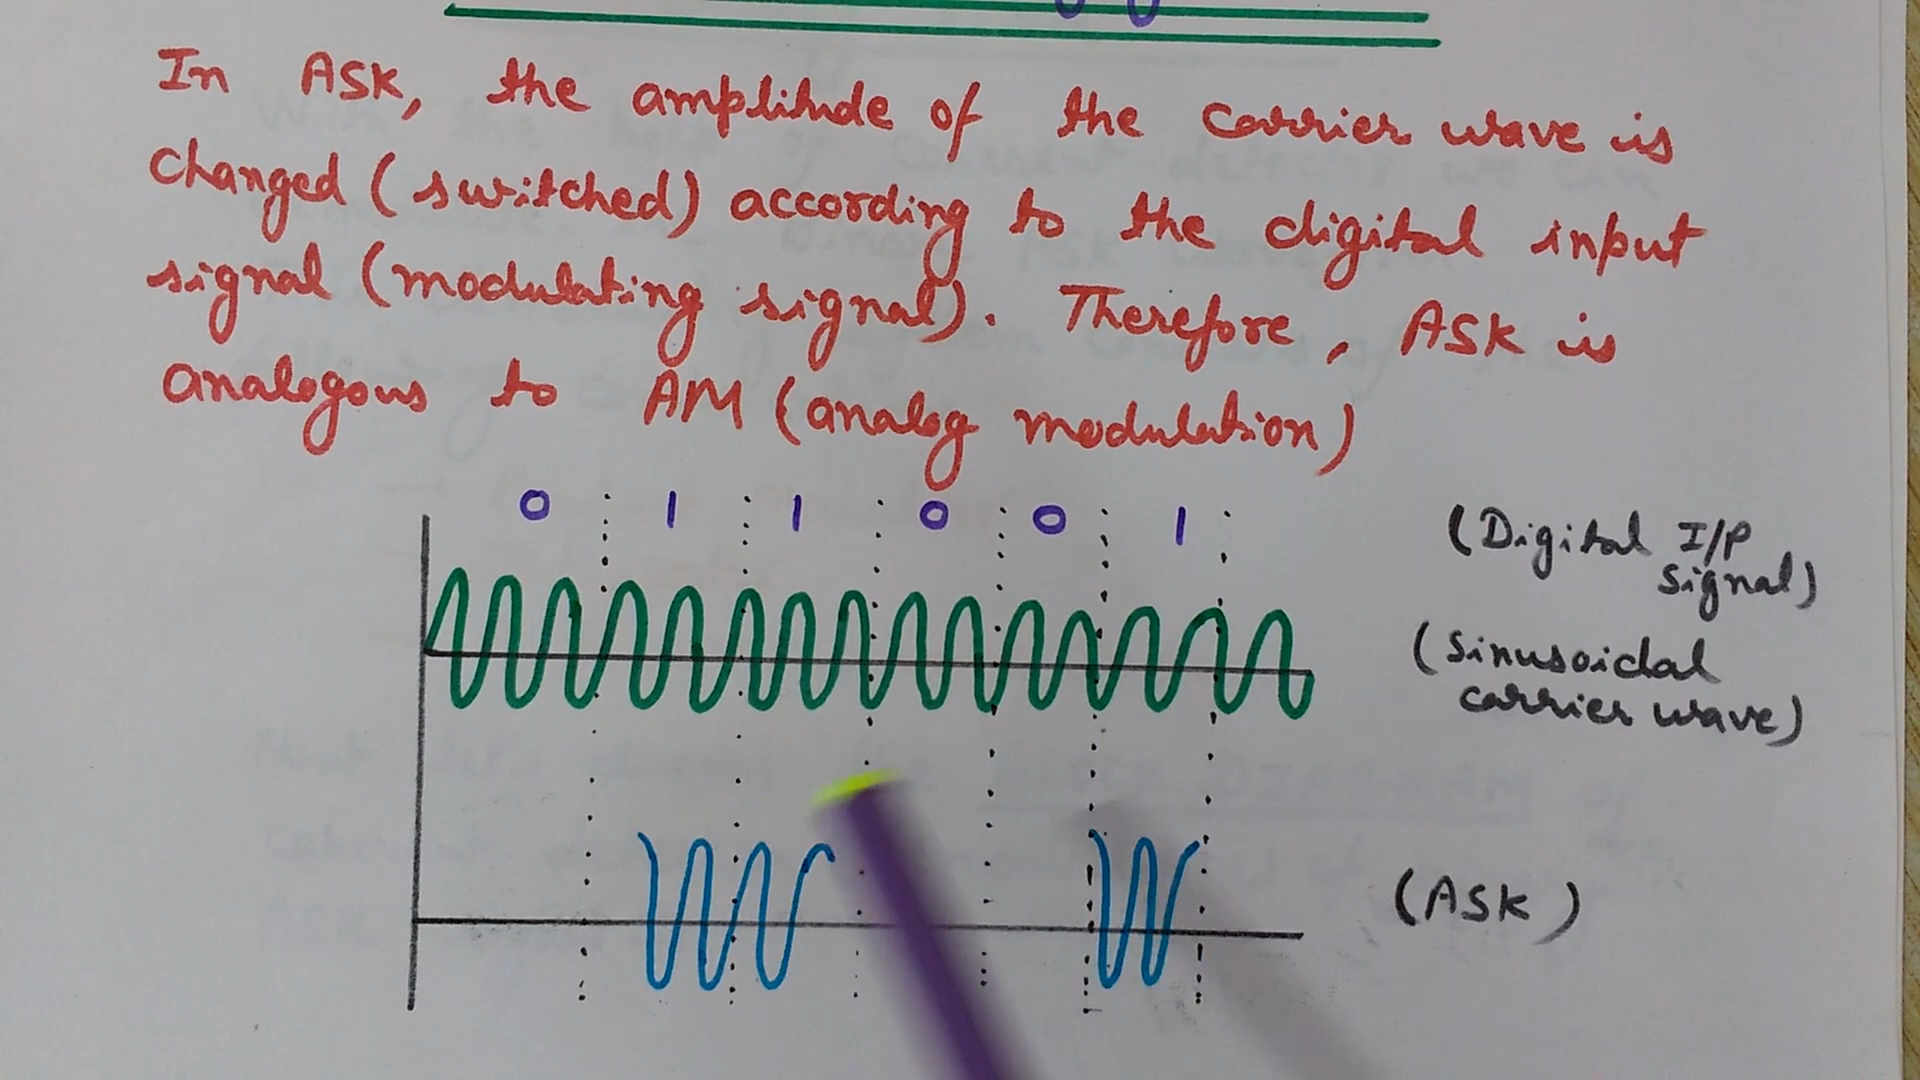 In ASK, the amplitude of the carrier wave is
changed (switched) according to the digital input
signal (modulating signal). Therefore, ASK is
analogous to AM (analog modulation)
0 1 1 0 0 1
(Digital I/P
signal)
(sinusoidal
carrier wave)
(ASK)